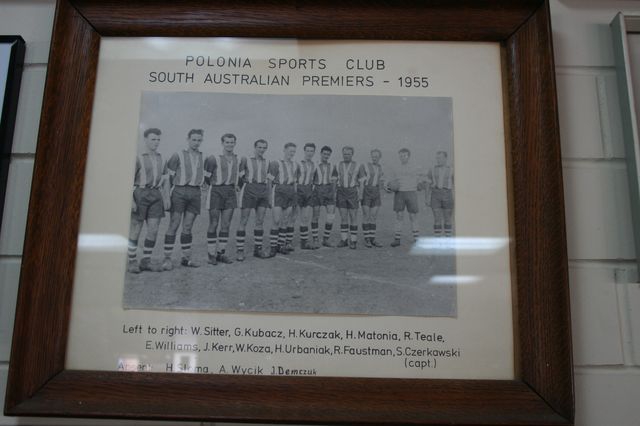 POLONIA SPORTS CLUB
SOUTH AUSTRALIAN PREMIERS - 1955
Left to right: W. Sitter, G. Kubacz, H. Kurczak, H. Matonia, R. Teale,
E. Williams, J. Kerr, W. Koza, H. Urbaniak, R. Faustman, S. Czerkawski
(capt.)
Absent: H. A. Wycik J. Demczuk